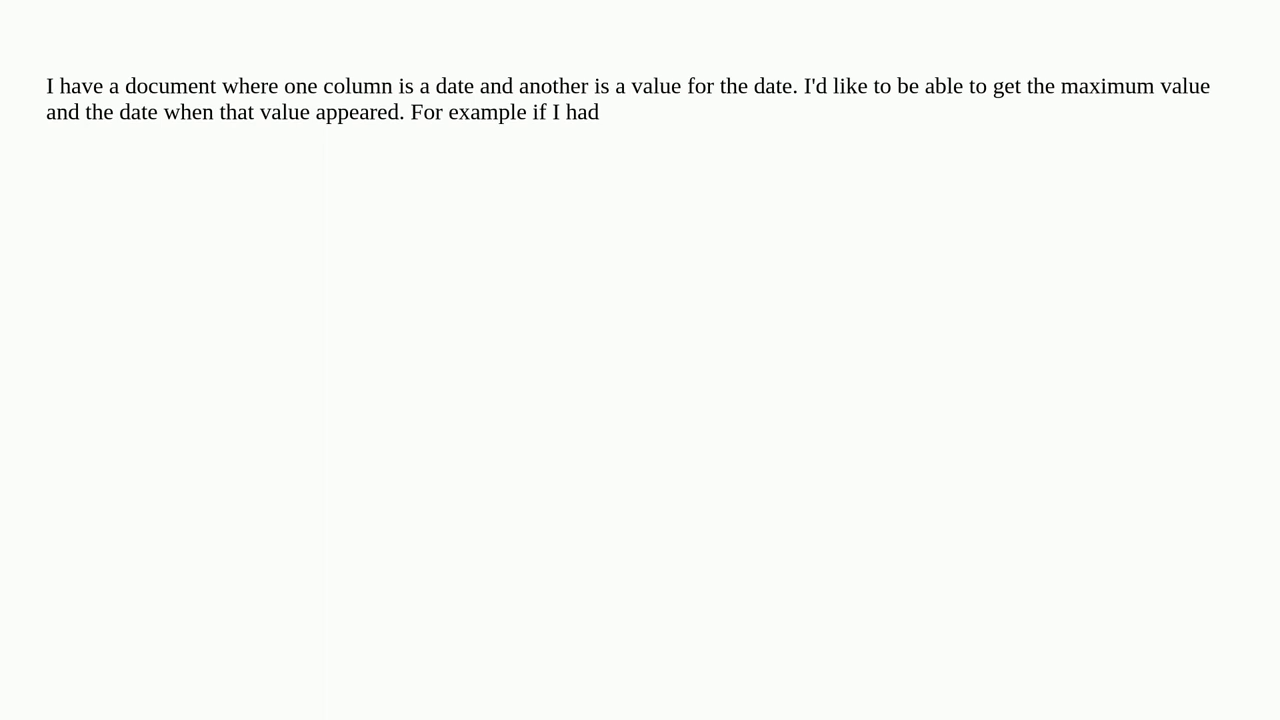 I have a document where one column is a date and another is a value for the date. I'd like to be able to get the maximum value
and the date when that value appeared. For example if I had